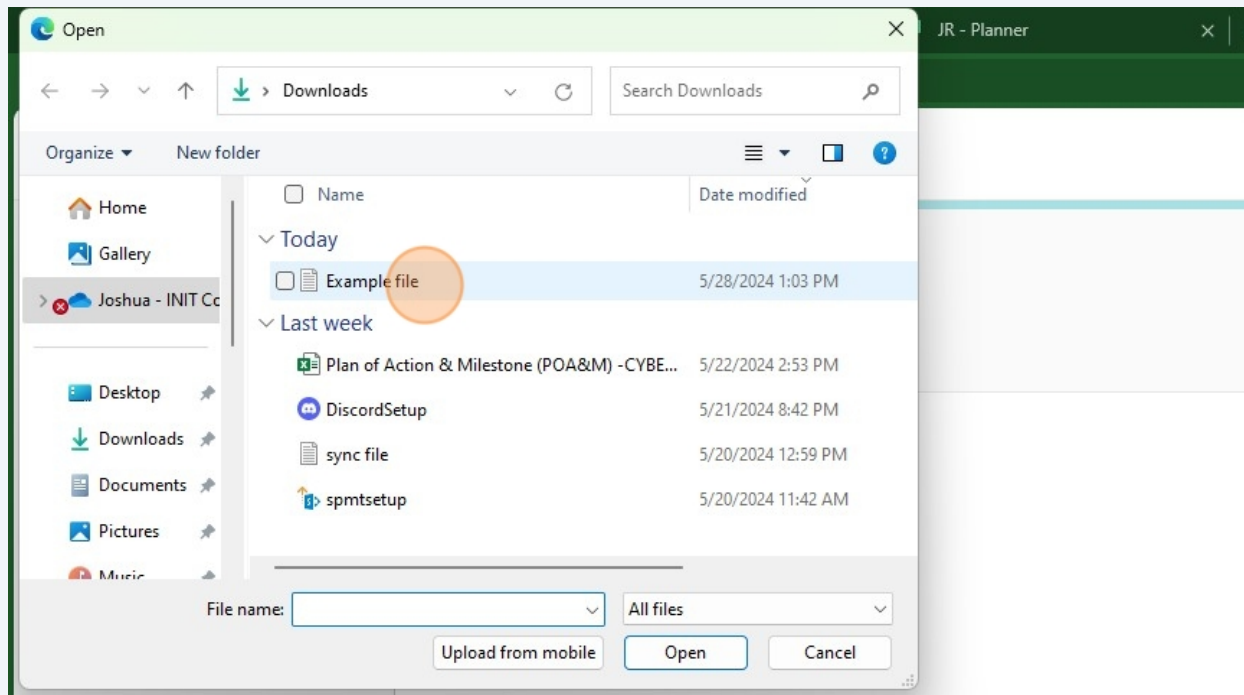 Open
JR - Planner
Downloads
Search Downloads
Organize
New folder
Name
Date modified
Home
Gallery
Joshua - INIT Co
Desktop
Downloads
Documents
Pictures
Music
Today
Example file 5/28/2024 1:03 PM
Last week
Plan of Action & Milestone (POA&M) -CYBE... 5/22/2024 2:53 PM
DiscordSetup 5/21/2024 8:42 PM
sync file 5/20/2024 12:59 PM
spmtsetup 5/20/2024 11:42 AM
File name:
All files
Upload from mobile
Open
Cancel